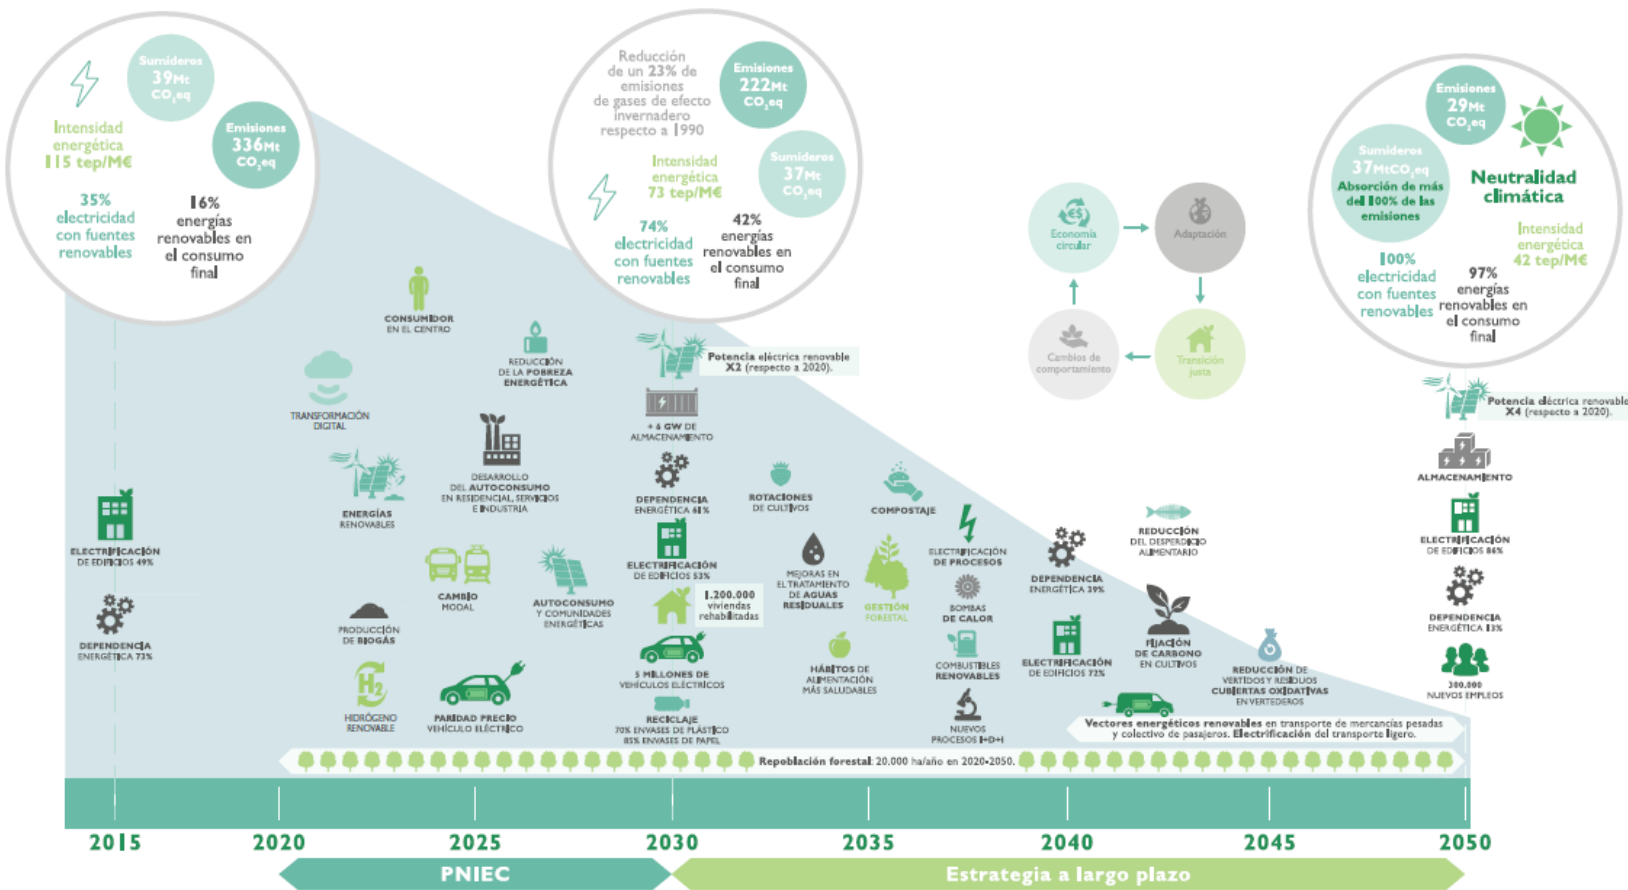 Sumideros
39Mt
CO₂eq
Intensidad
energética
115 tep/M€
Emisiones
336Mt
CO₂eq
35%
electricidad
con fuentes
renovables
16%
energías
renovables en
el consumo
final
Reducción
de un 23% de
emisiones
de gases de efecto
invernadero
respecto a 1990
Emisiones
222Mt
CO₂eq
Intensidad
energética
73 tep/M€
Sumideros
37Mt
CO₂eq
74%
electricidad
con fuentes
renovables
42%
energías
renovables en
el consumo
final
Economía
circular
Adaptación
Cambios de
comportamiento
Transición
justa
Emisiones
29Mt
CO₂eq
Sumideros
37MtCO₂eq
Absorción de más
del 100% de las
emisiones
Neutralidad
climática
Intensidad
energética
42 tep/M€
100%
electricidad
con fuentes
renovables
97%
energías
renovables en
el consumo
final
CONSUMIDOR
EN EL CENTRO
REDUCCIÓN
DE LA POBREZA
ENERGÉTICA
Potencia eléctrica renovable
X2 (respecto a 2020).
TRANSFORMACIÓN
DIGITAL
+ 6 GW DE
ALMACENAMIENTO
Potencia eléctrica renovable
X4 (respecto a 2020).
DESARROLLO
DEL AUTOCONSUMO
EN RESIDENCIAL, SERVICIOS
E INDUSTRIA
ENERGÍAS
RENOVABLES
DEPENDENCIA
ENERGÉTICA 61%
ROTACIONES
DE CULTIVOS
COMPOSTAJE
ALMACENAMIENTO
ELECTRIFICACIÓN
DE EDIFICIOS 49%
ELECTRIFICACIÓN
DE EDIFICIOS 53%
ELECTRIFICACIÓN
DE PROCESOS
REDUCCIÓN
DEL DESPERDICIO
ALIMENTARIO
ELECTRIFICACIÓN
DE EDIFICIOS 86%
CAMBIO
MODAL
AUTOCONSUMO
Y COMUNIDADES
ENERGÉTICAS
1.200.000
viviendas
rehabilitadas
MEJORAS EN
EL TRATAMIENTO
DE AGUAS
RESIDUALES
GESTIÓN
FORESTAL
BOMBAS
DE CALOR
DEPENDENCIA
ENERGÉTICA 39%
DEPENDENCIA
ENERGÉTICA 73%
PRODUCCIÓN
DE BIOGÁS
FIJACIÓN
DE CARBONO
EN CULTIVOS
DEPENDENCIA
ENERGÉTICA 13%
H2
HIDRÓGENO
RENOVABLE
PARIDAD PRECIO
VEHÍCULO ELÉCTRICO
5 MILLONES DE
VEHÍCULOS ELÉCTRICOS
HÁBITOS DE
ALIMENTACIÓN
MÁS SALUDABLES
COMBUSTIBLES
RENOVABLES
ELECTRIFICACIÓN
DE EDIFICIOS 72%
REDUCCIÓN DE
VERTIDOS Y RESIDUOS
CUBIERTAS OXIDATIVAS
EN VERTEDEROS
300.000
NUEVOS EMPLEOS
RECICLAJE
70% ENVASES DE PLÁSTICO
85% ENVASES DE PAPEL
NUEVOS
PROCESOS I+D+I
Vectores energéticos renovables en transporte de mercancías pesadas
y colectivo de pasajeros. Electrificación del transporte ligero.
Repoblación forestal: 20.000 ha/año en 2020-2050.
2015
2020
2025
2030
2035
2040
2045
2050
PNIEC
Estrategia a largo plazo